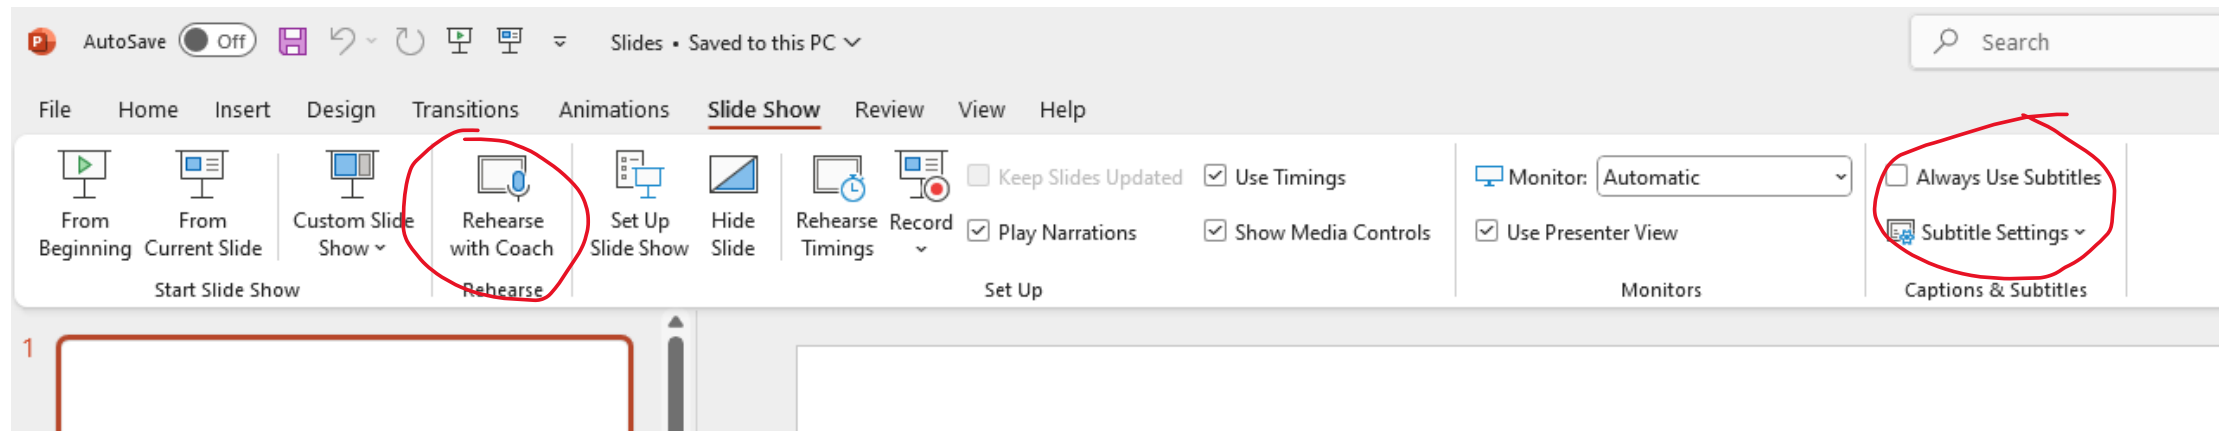 P AutoSave Off Slides • Saved to this PC Search
File Home Insert Design Transitions Animations Slide Show Review View Help
From Beginning
From Current Slide
Custom Slide Show
Start Slide Show
Rehearse with Coach
Rehearse
Set Up Slide Show
Hide Slide
Rehearse Timings
Record
Keep Slides Updated
Play Narrations
Use Timings
Show Media Controls
Set Up
Monitor: Automatic
Use Presenter View
Monitors
Always Use Subtitles
Subtitle Settings
Captions & Subtitles
1